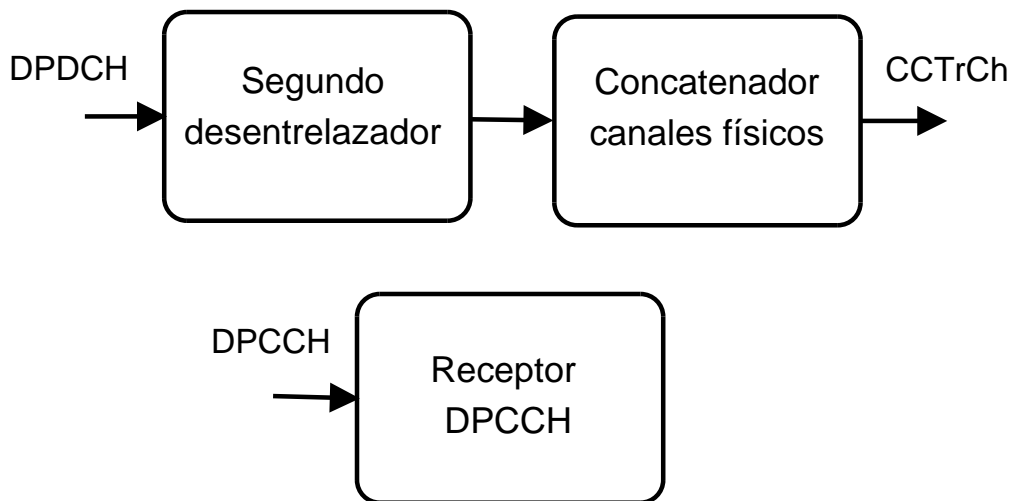 DPDCH
Segundo
desentrelazador
Concatenador
canales físicos
CCTrCh
DPCCH
Receptor
DPCCH